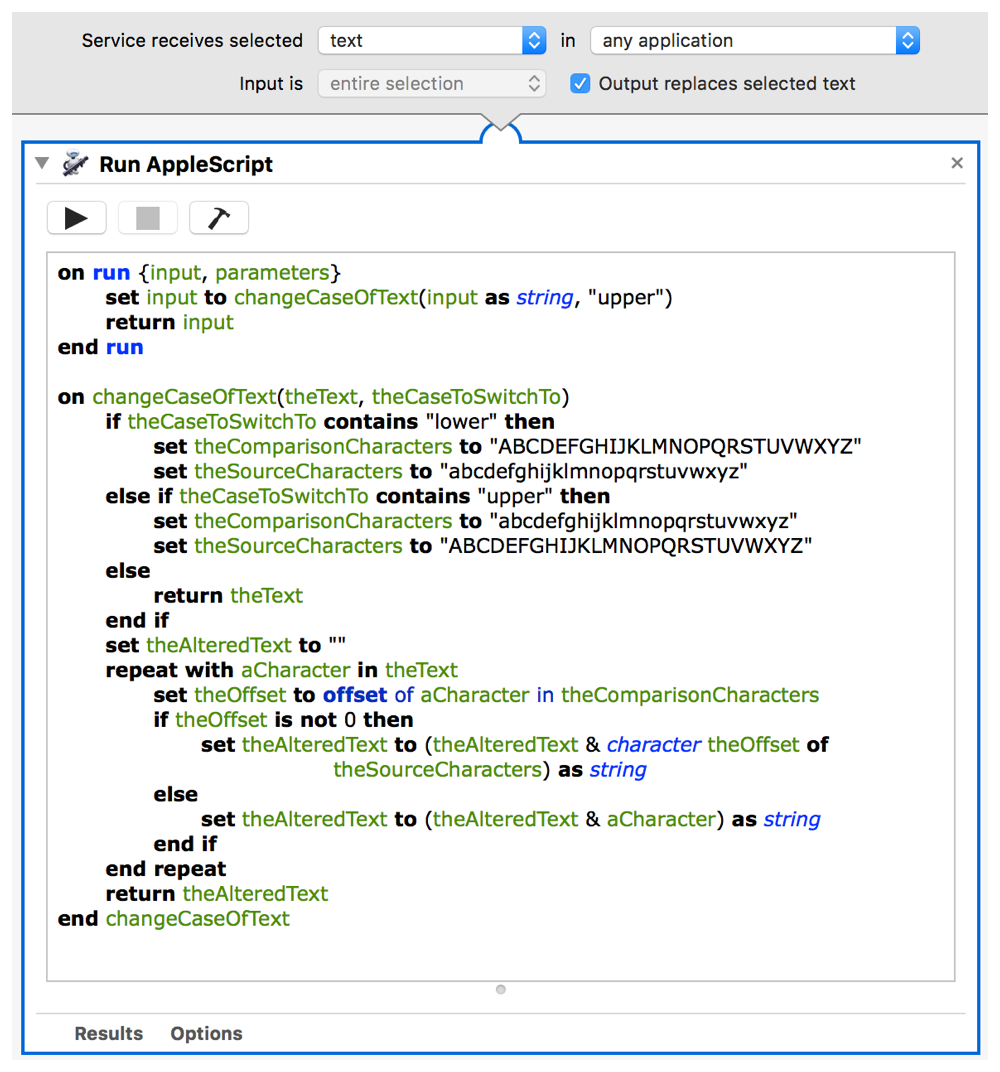 Service receives selected text in any application
Input is entire selection Output replaces selected text
Run AppleScript
on run {input, parameters}
set input to changeCaseOfText(input as string, "upper")
return input
end run
on changeCaseOfText(theText, theCaseToSwitchTo)
if theCaseToSwitchTo contains "lower" then
set theComparisonCharacters to "ABCDEFGHIJKLMNOPQRSTUVWXYZ"
set theSourceCharacters to "abcdefghijklmnopqrstuvwxyz"
else if theCaseToSwitchTo contains "upper" then
set theComparisonCharacters to "abcdefghijklmnopqrstuvwxyz"
set theSourceCharacters to "ABCDEFGHIJKLMNOPQRSTUVWXYZ"
else
return theText
end if
set theAlteredText to ""
repeat with aCharacter in theText
set theOffset to offset of aCharacter in theComparisonCharacters
if theOffset is not 0 then
set theAlteredText to (theAlteredText & character theOffset of
theSourceCharacters) as string
else
set theAlteredText to (theAlteredText & aCharacter) as string
end if
end repeat
return theAlteredText
end changeCaseOfText
Results Options